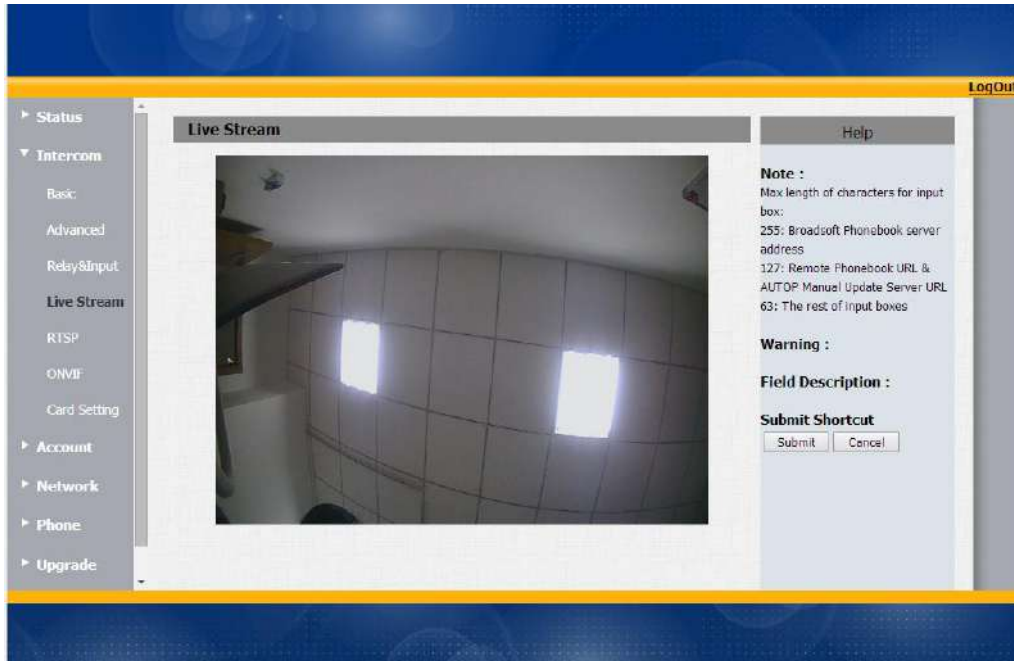 LogOut
Status
Intercom
Basic
Advanced
Relay&Input
Live Stream
RTSP
ONVIF
Card Setting
Account
Network
Phone
Upgrade
Live Stream
Help
Note :
Max length of characters for input
box:
255: Broadsoft Phonebook server
address
127: Remote Phonebook URL &
AUTOP Manual Update Server URL
63: The rest of input boxes
Warning :
Field Description :
Submit Shortcut
Submit Cancel